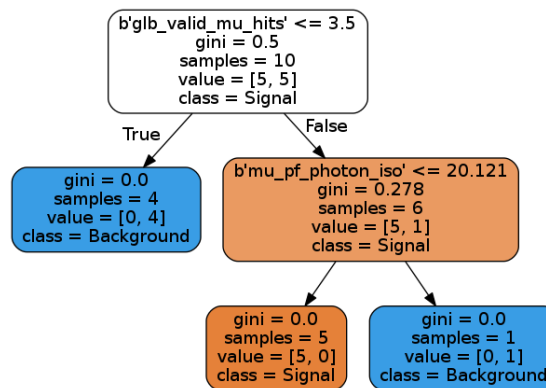 b'glb_valid_mu_hits' <= 3.5
gini = 0.5
samples = 10
value = [5, 5]
class = Signal
True
False
gini = 0.0
samples = 4
value = [0, 4]
class = Background
b'mu_pf_photon_iso' <= 20.121
gini = 0.278
samples = 6
value = [5, 1]
class = Signal
gini = 0.0
samples = 5
value = [5, 0]
class = Signal
gini = 0.0
samples = 1
value = [0, 1]
class = Background